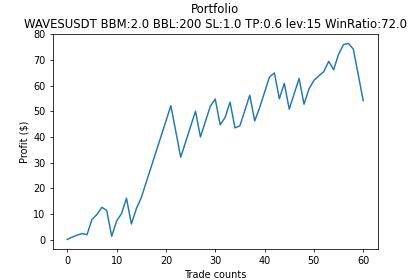 Portfolio
WAVESUSDT BBM:2.0 BBL:200 SL:1.0 TP:0.6 lev:15 WinRatio:72.0
80
70
60
50
40
30
20
10
0
Profit ($)
0 10 20 30 40 50 60
Trade counts